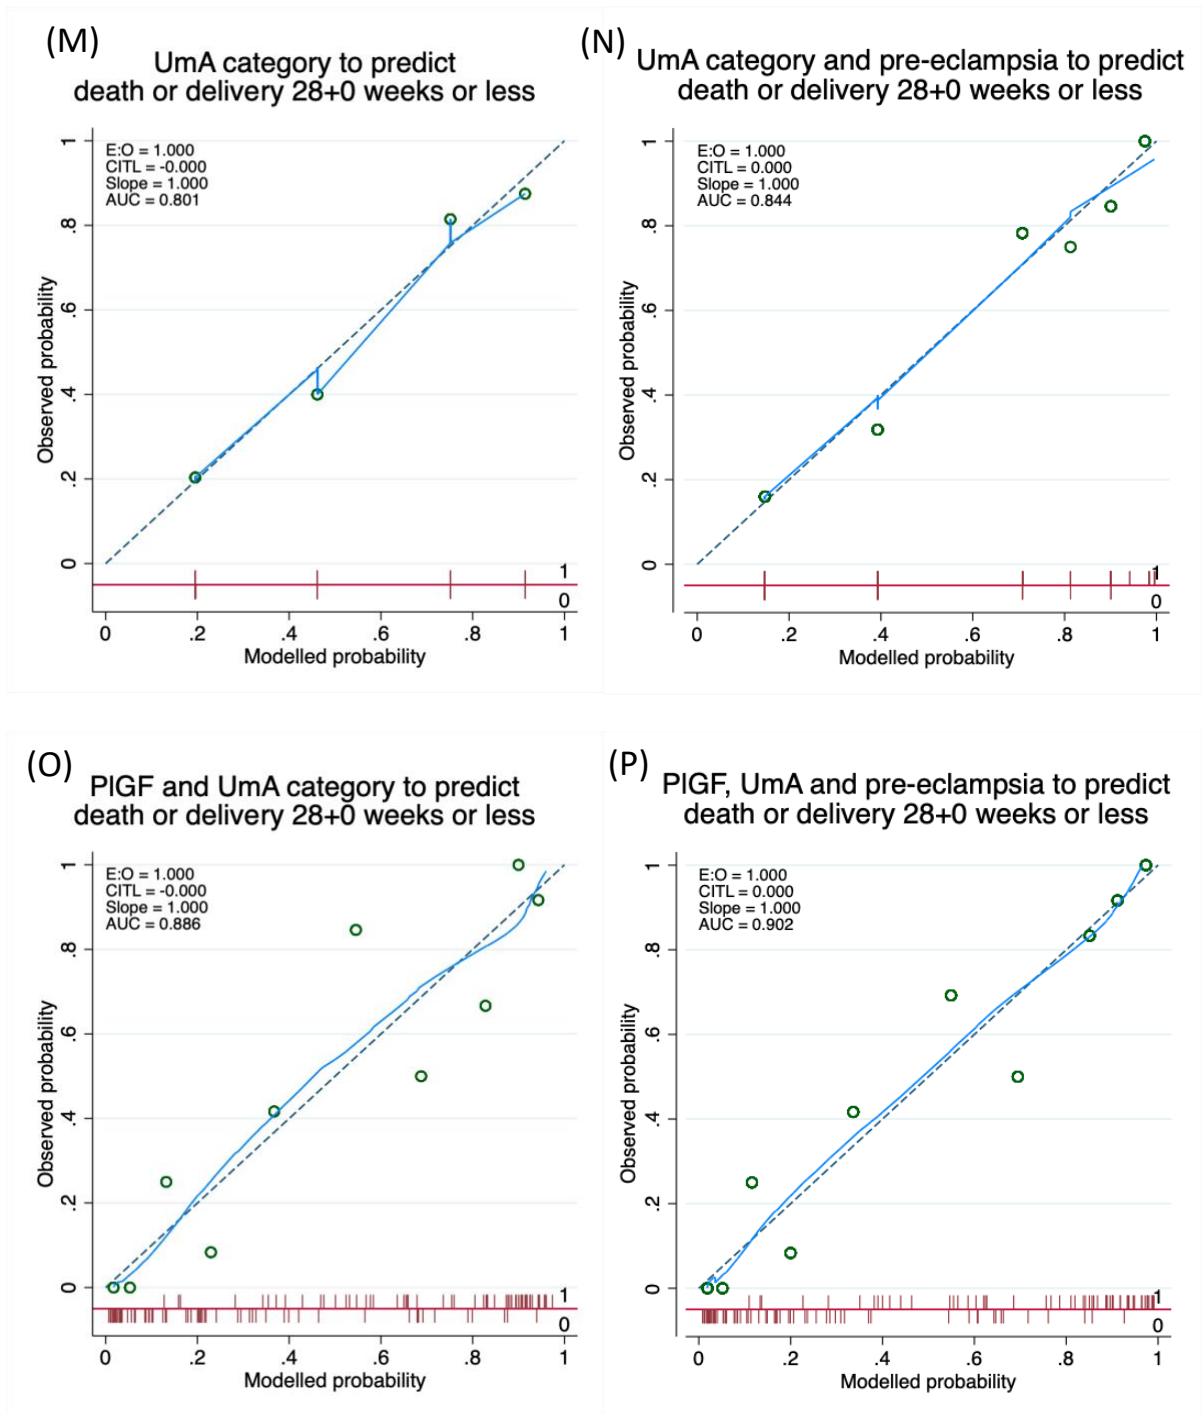 (M)
UmA category to predict
death or delivery 28+0 weeks or less
E:O = 1.000
CITL = -0.000
Slope = 1.000
AUC = 0.801
Observed probability
1
.8
.6
.4
.2
0
1
0
0 .2 .4 .6 .8 1
Modelled probability
(N)
UmA category and pre-eclampsia to predict
death or delivery 28+0 weeks or less
E:O = 1.000
CITL = 0.000
Slope = 1.000
AUC = 0.844
Observed probability
1
.8
.6
.4
.2
0
1
0
0 .2 .4 .6 .8 1
Modelled probability
(O)
PlGF and UmA category to predict
death or delivery 28+0 weeks or less
E:O = 1.000
CITL = -0.000
Slope = 1.000
AUC = 0.886
Observed probability
1
.8
.6
.4
.2
0
1
0
0 .2 .4 .6 .8 1
Modelled probability
(P)
PlGF, UmA and pre-eclampsia to predict
death or delivery 28+0 weeks or less
E:O = 1.000
CITL = 0.000
Slope = 1.000
AUC = 0.902
Observed probability
1
.8
.6
.4
.2
0
1
0
0 .2 .4 .6 .8 1
Modelled probability